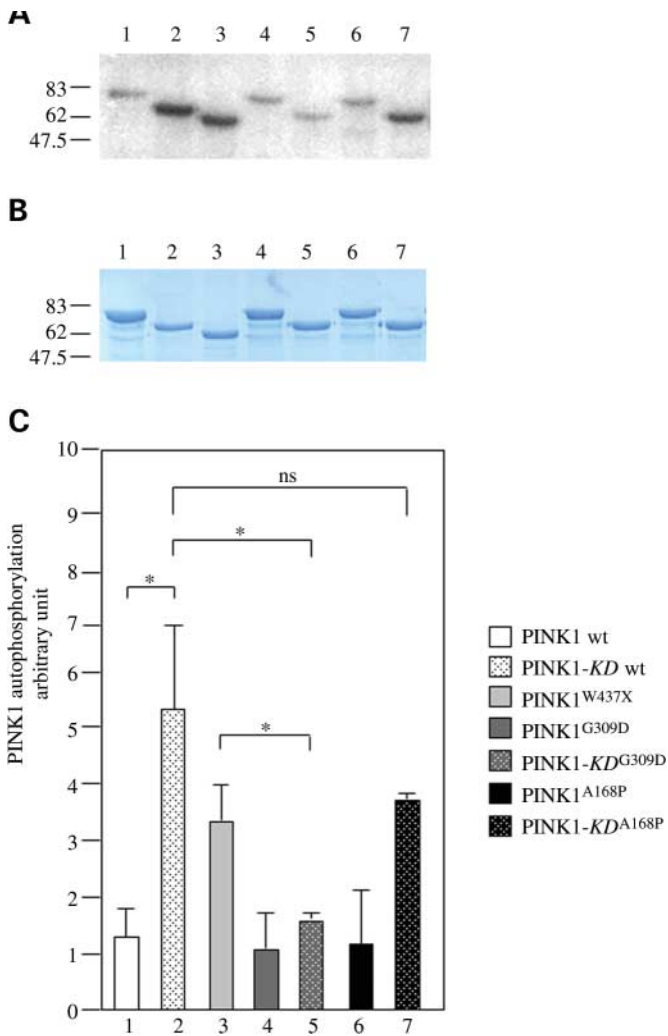 A
1 2 3 4 5 6 7
83
62
47.5
B
1 2 3 4 5 6 7
83
62
47.5
C
10
9
8
7
6
5
4
3
2
1
0
PINK1 autophosphorylation
arbitrary unit
ns
*
*
*
1 2 3 4 5 6 7
PINK1 wt
PINK1-KD wt
PINK1W437X
PINK1G309D
PINK1-KDG309D
PINK1A168P
PINK1-KDA168P